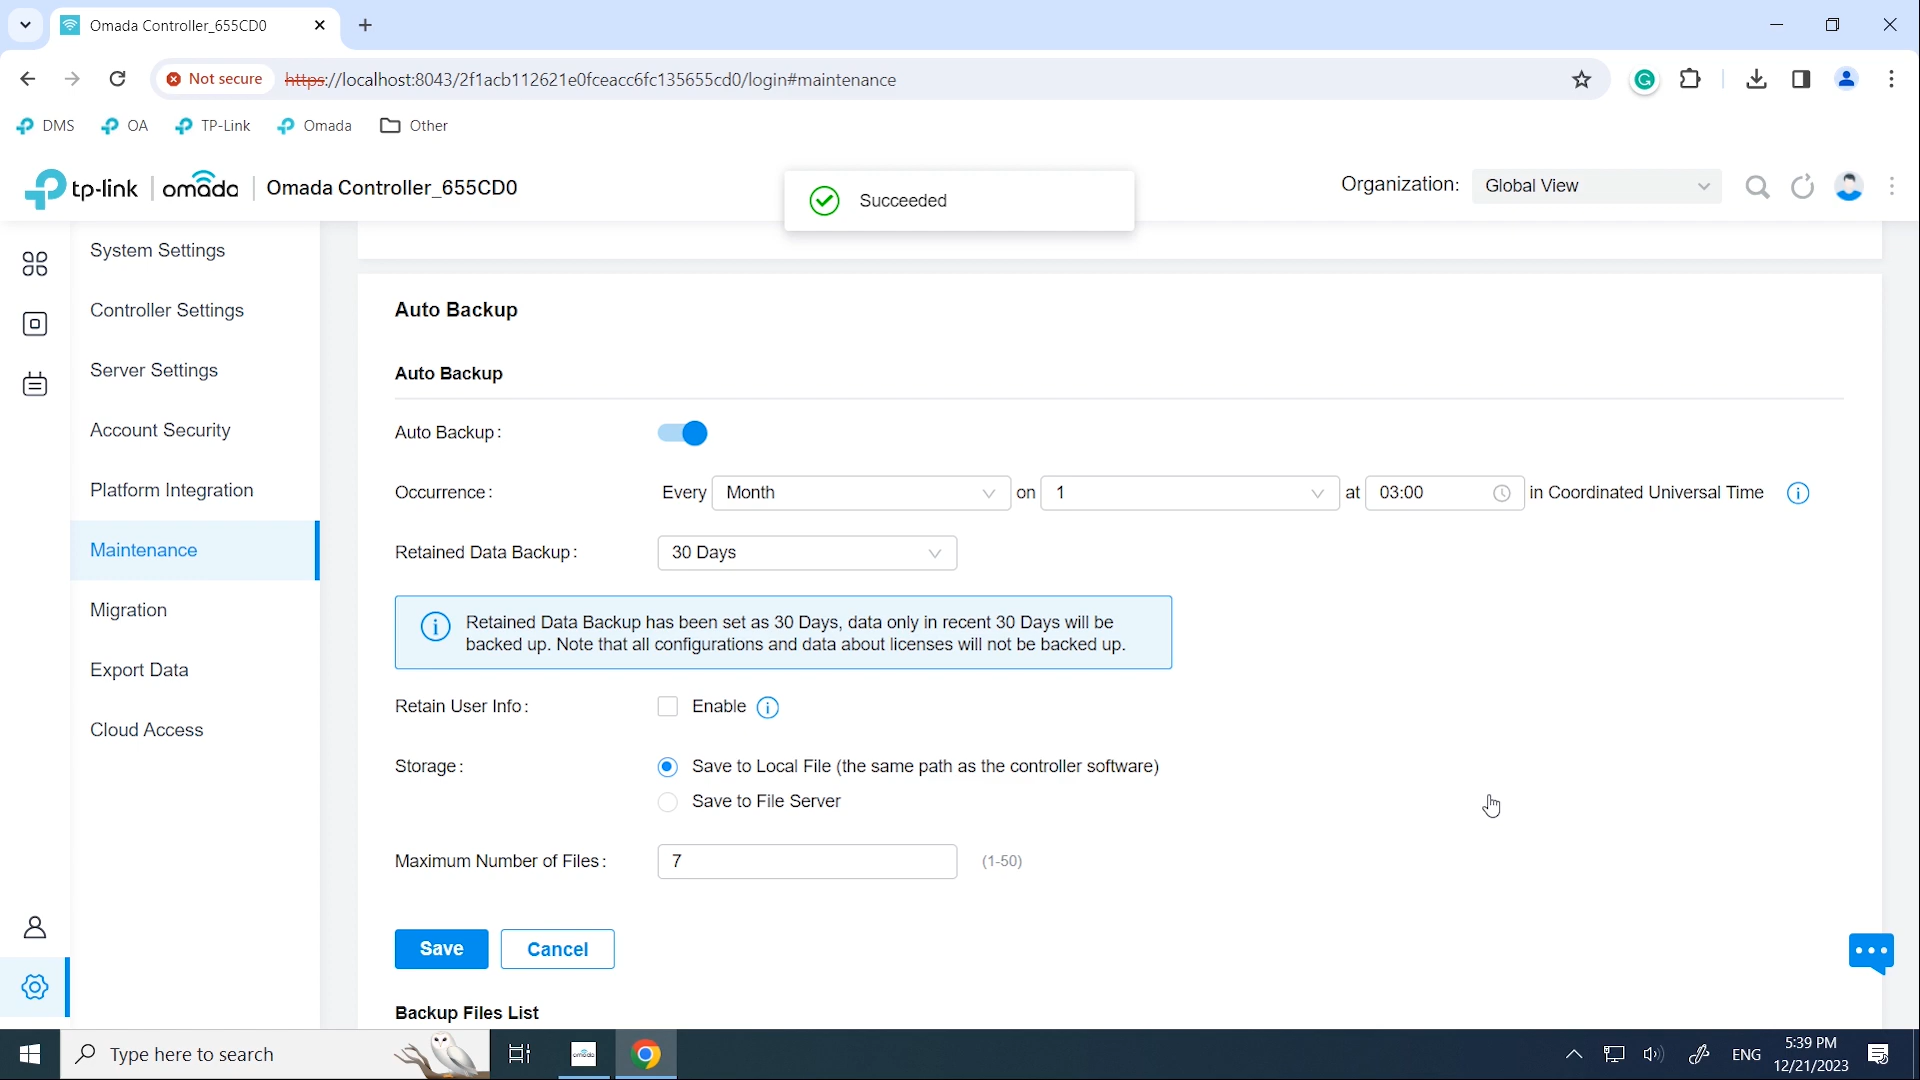 Omada Controller_655CD0
Not secure
https://localhost:8043/2f1acb112621e0fceacc6fc135655cd0/login#maintenance
DMS
OA
TP-Link
Omada
Other
tp-link
omada
Omada Controller_655CD0
Succeeded
Organization:
Global View
System Settings
Controller Settings
Server Settings
Account Security
Platform Integration
Maintenance
Migration
Export Data
Cloud Access
Auto Backup
Auto Backup
Auto Backup:
Occurrence: Every Month on 1 at 03:00 in Coordinated Universal Time
Retained Data Backup: 30 Days
Retained Data Backup has been set as 30 Days, data only in recent 30 Days will be
backed up. Note that all configurations and data about licenses will not be backed up.
Retain User Info: Enable
Storage: Save to Local File (the same path as the controller software)
Save to File Server
Maximum Number of Files: 7 (1-50)
Save
Cancel
Backup Files List
Type here to search
omada
ENG
5:39 PM
12/21/2023